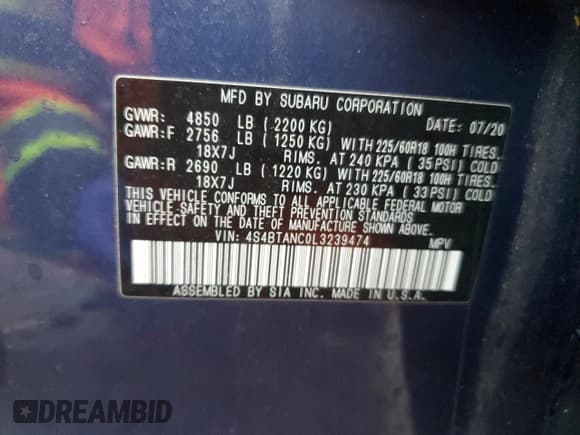 MFD BY SUBARU CORPORATION
GVWR: 4850 LB ( 2200 KG) DATE: 07/20
GAWR:F 2756 LB ( 1250 KG) WITH 225/60R18 100H TIRES.
18X7J RIMS. AT 240 KPA ( 35 PSI) COLD
GAWR:R 2690 LB ( 1220 KG) WITH 225/60R18 100H TIRES.
18X7J RIMS. AT 230 KPA ( 33 PSI) COLD
THIS VEHICLE CONFORMS TO ALL APPLICABLE FEDERAL MOTOR
VEHICLE SAFETY AND THEFT PREVENTION STANDARDS
IN EFFECT ON THE DATE OF MANUFACTURE SHOWN ABOVE.
VIN: 4S4BTANC0L3239474 MPV
ASSEMBLED BY SIA INC. MADE IN U.S.A.
DREAMBID